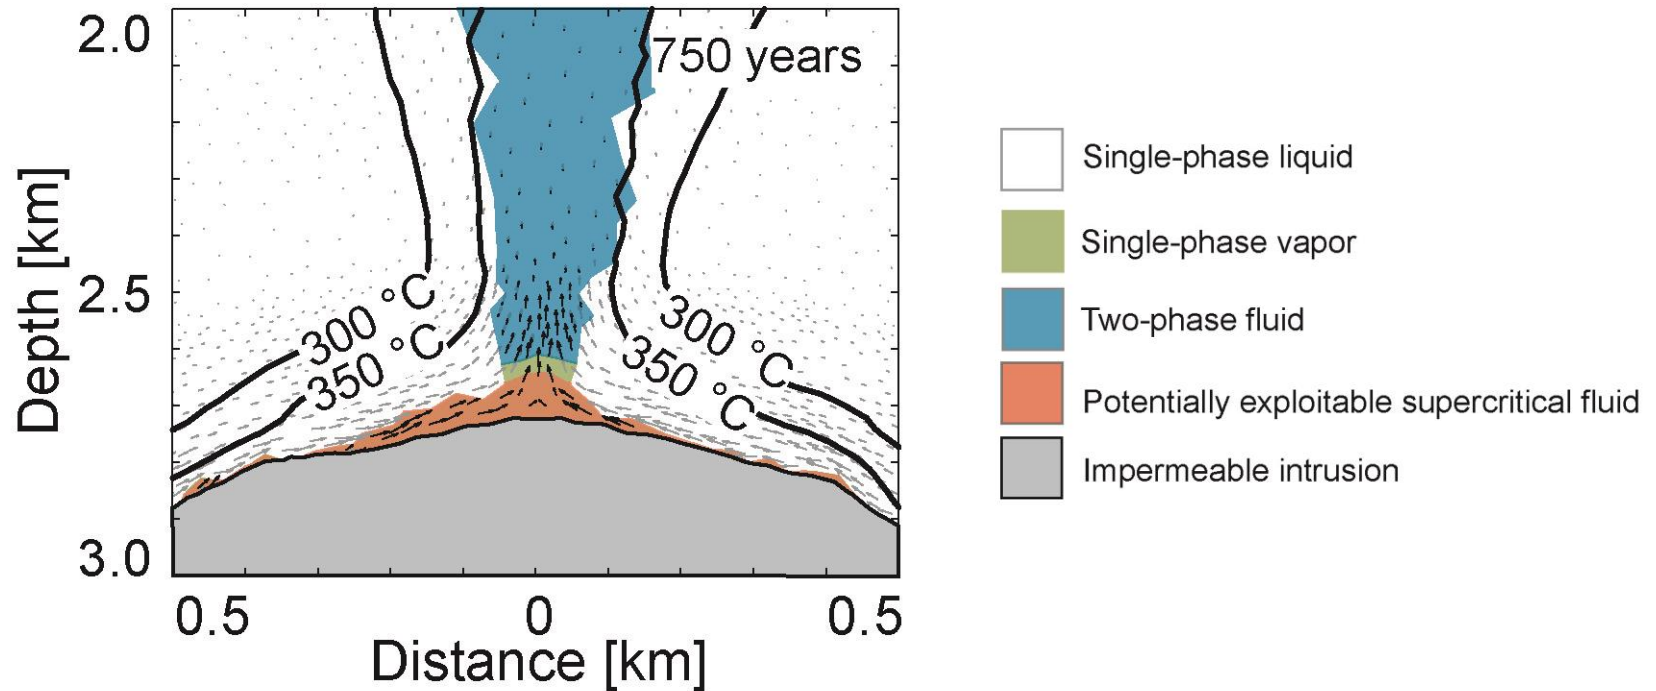 2.0
750 years
Depth [km]
2.5
300 °C
350 °C
300 °C
350 °C
3.0
0.5
0
0.5
Distance [km]
Single-phase liquid
Single-phase vapor
Two-phase fluid
Potentially exploitable supercritical fluid
Impermeable intrusion